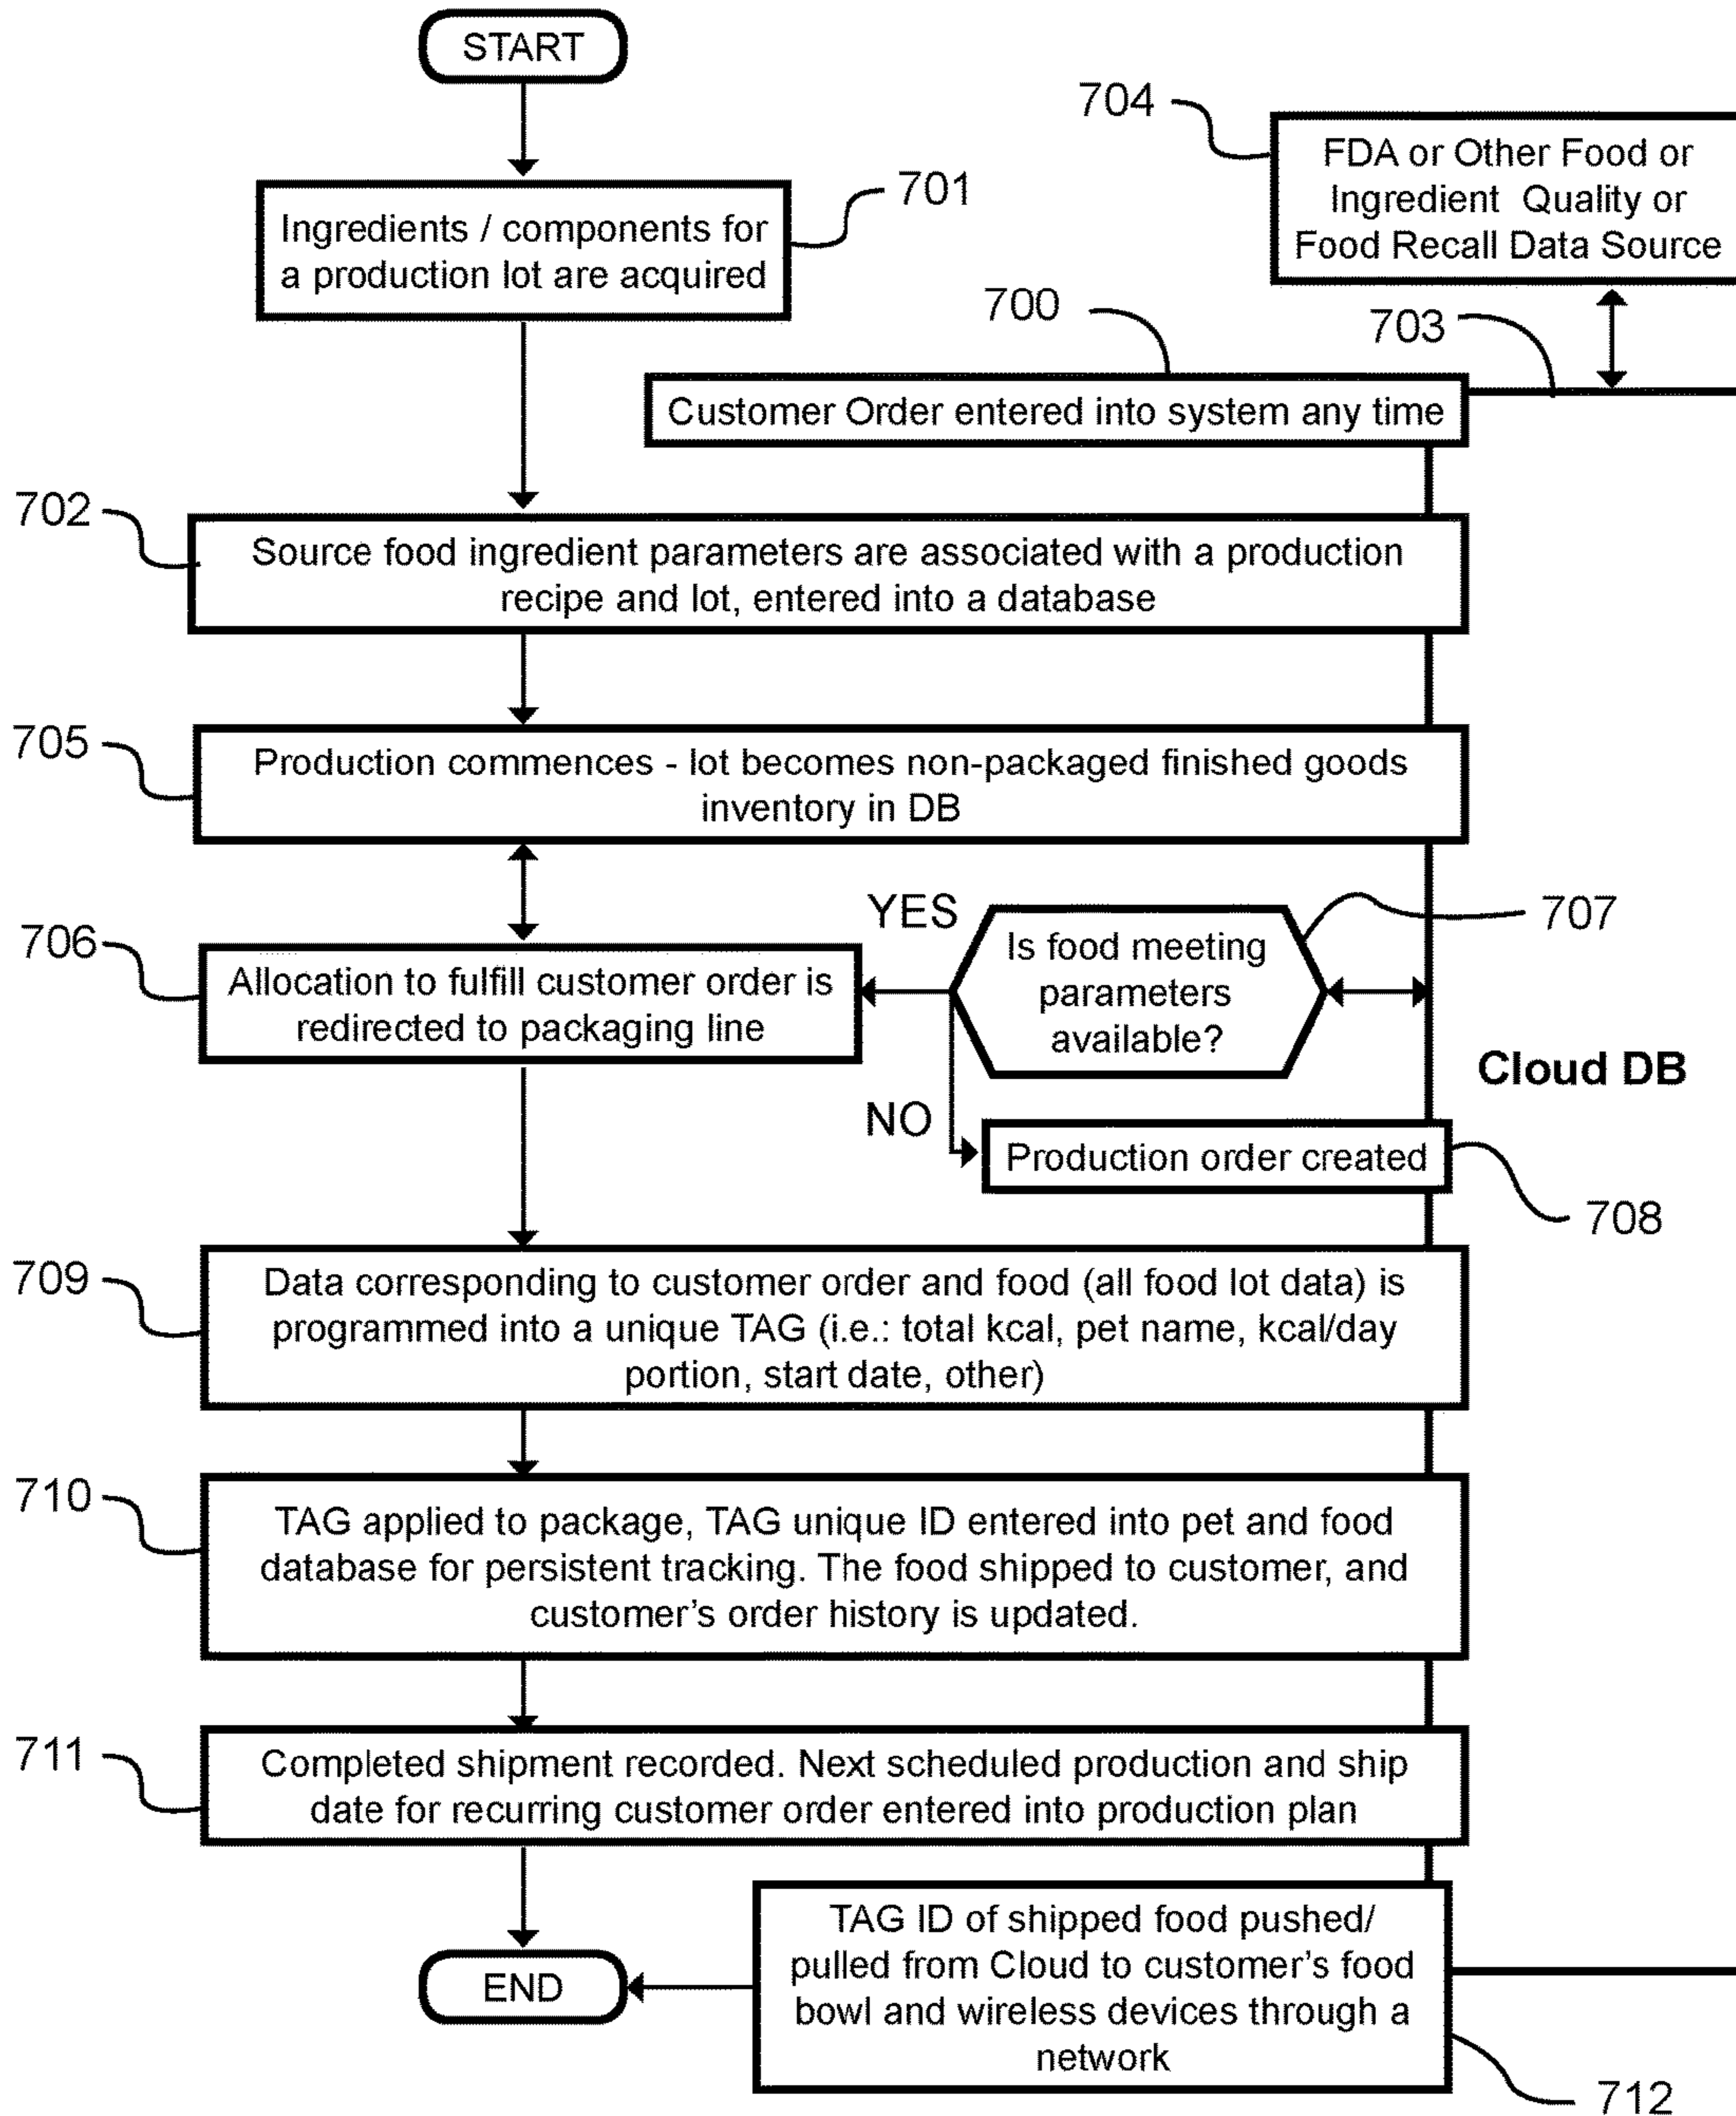 START
704
FDA or Other Food or
Ingredient Quality or
Food Recall Data Source
701
Ingredients / components for
a production lot are acquired
700
703
Customer Order entered into system any time
702
Source food ingredient parameters are associated with a production
recipe and lot, entered into a database
705
Production commences - lot becomes non-packaged finished goods
inventory in DB
706
Allocation to fulfill customer order is
redirected to packaging line
YES
Is food meeting
parameters
available?
707
Cloud DB
NO
Production order created
708
709
Data corresponding to customer order and food (all food lot data) is
programmed into a unique TAG (i.e.: total kcal, pet name, kcal/day
portion, start date, other)
710
TAG applied to package, TAG unique ID entered into pet and food
database for persistent tracking. The food shipped to customer, and
customer's order history is updated.
711
Completed shipment recorded. Next scheduled production and ship
date for recurring customer order entered into production plan
END
TAG ID of shipped food pushed/
pulled from Cloud to customer's food
bowl and wireless devices through a
network
712